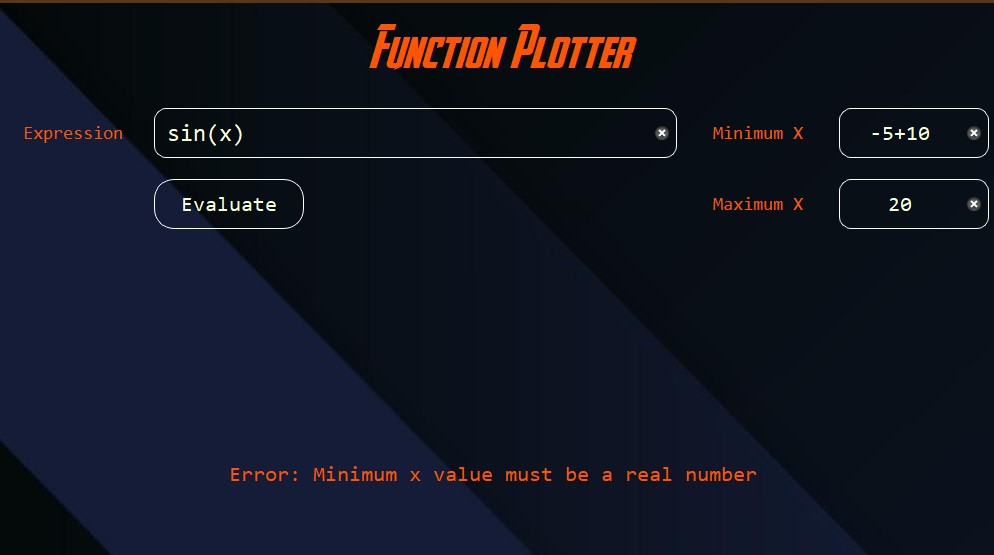 Function Plotter
Expression sin(x) Minimum X -5+10
Evaluate Maximum X 20
Error: Minimum x value must be a real number